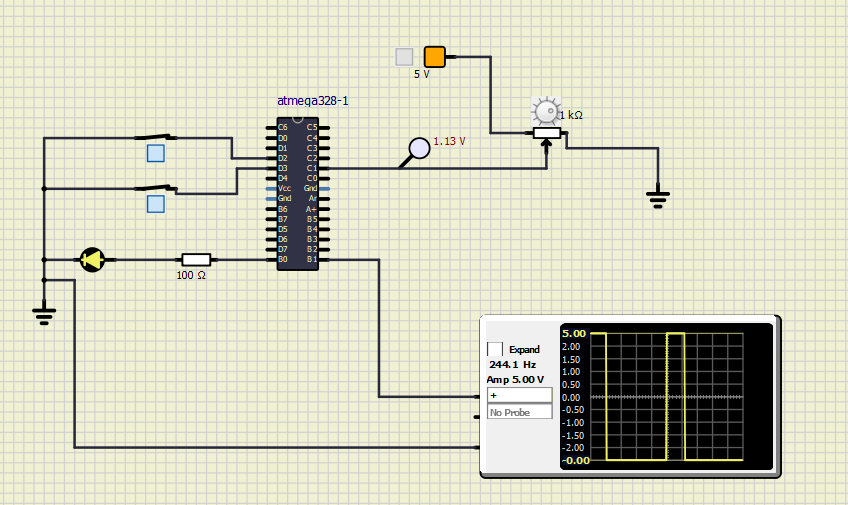 5 V
atmega328-1
1 kΩ
1.13 V
C6 C5
D0 C4
D1 C3
D2 C2
D3 C1
D4 C0
Vcc Gnd
Gnd Ar
B6 A+
B7 B5
D5 B4
D6 B3
D7 B2
B0 B1
100 Ω
Expand
244.1 Hz
Amp 5.00 V
+
No Probe
5.00
2.00
1.50
1.00
0.50
0.00
-0.50
-1.00
-1.50
-2.00
-0.00